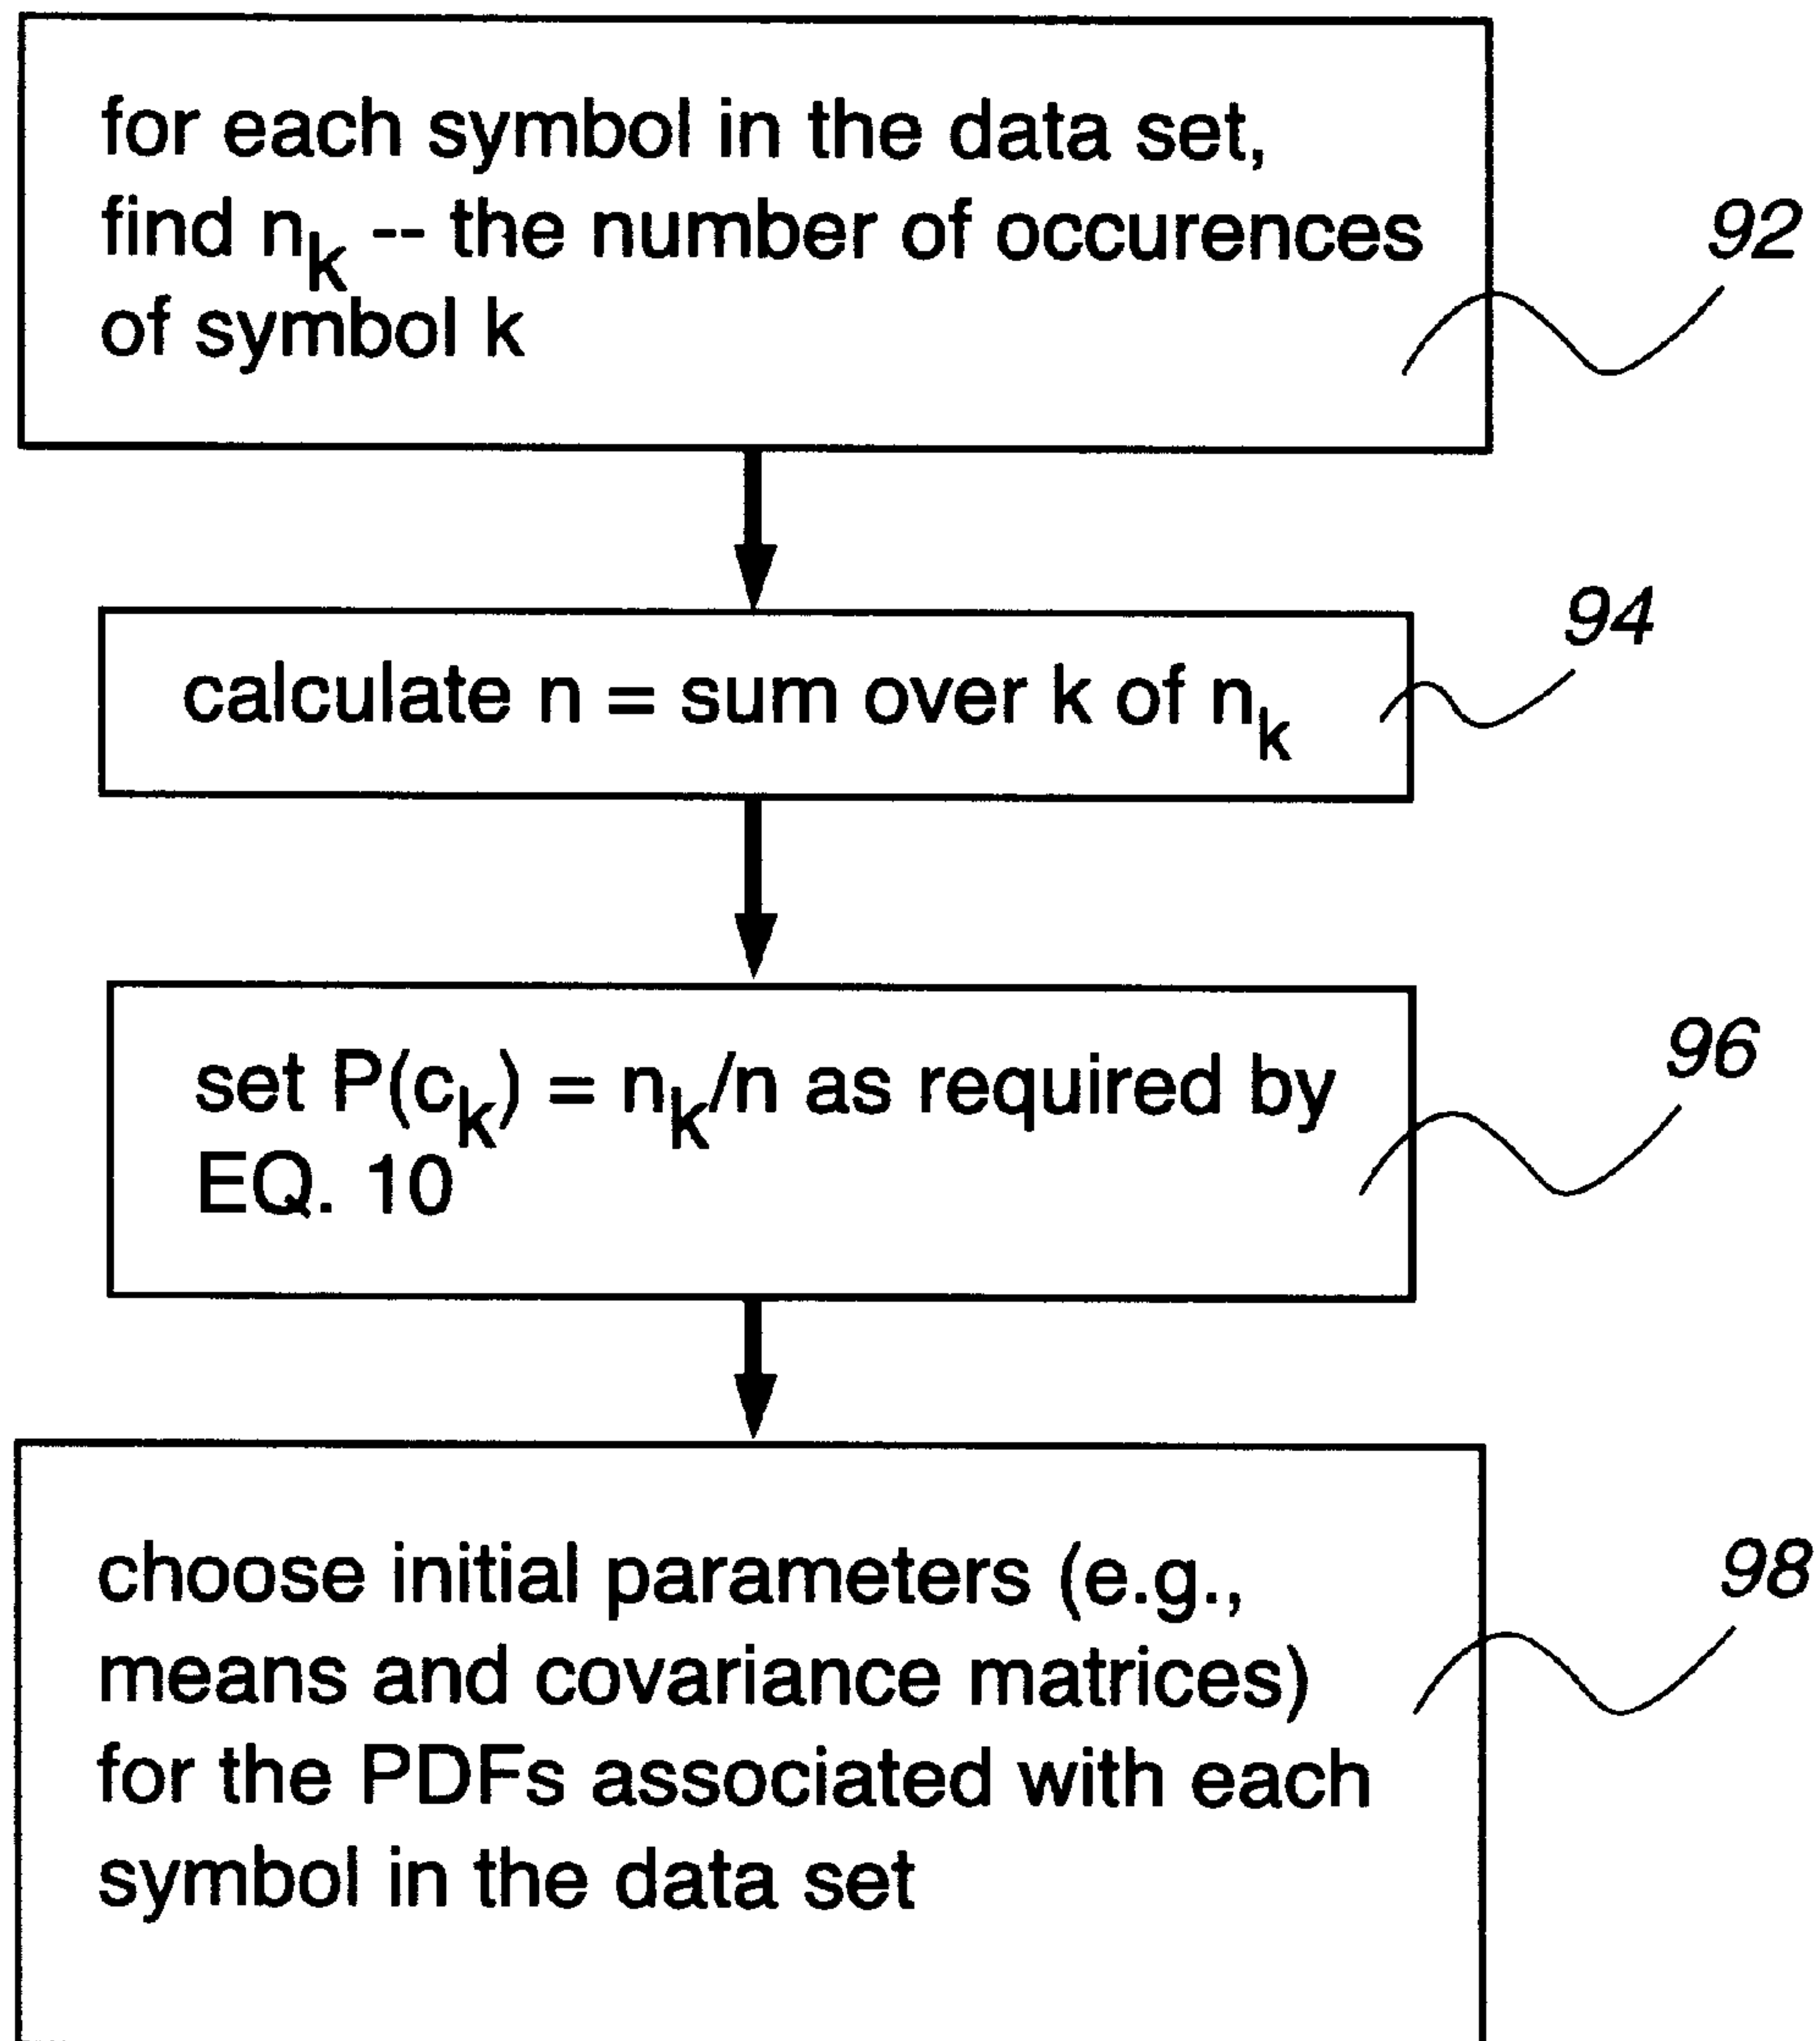 for each symbol in the data set,
find nk -- the number of occurences
of symbol k
92
calculate n = sum over k of nk
94
set P(ck) = nk/n as required by
EQ. 10
96
choose initial parameters (e.g.,
means and covariance matrices)
for the PDFs associated with each
symbol in the data set
98